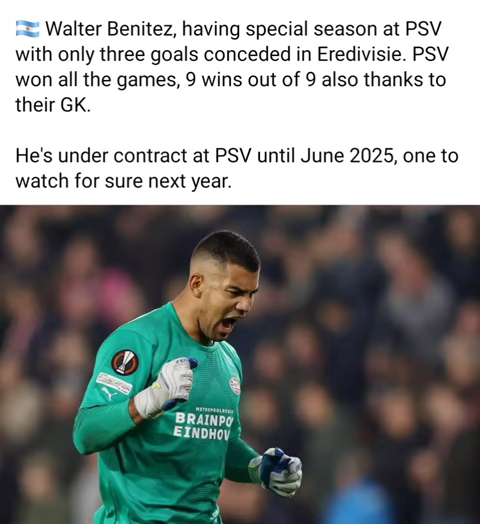 🇦🇷 Walter Benitez, having special season at PSV
with only three goals conceded in Eredivisie. PSV
won all the games, 9 wins out of 9 also thanks to
their GK.
He's under contract at PSV until June 2025, one to
watch for sure next year.
METROPOOLREGIO
BRAINPO
EINDHOV